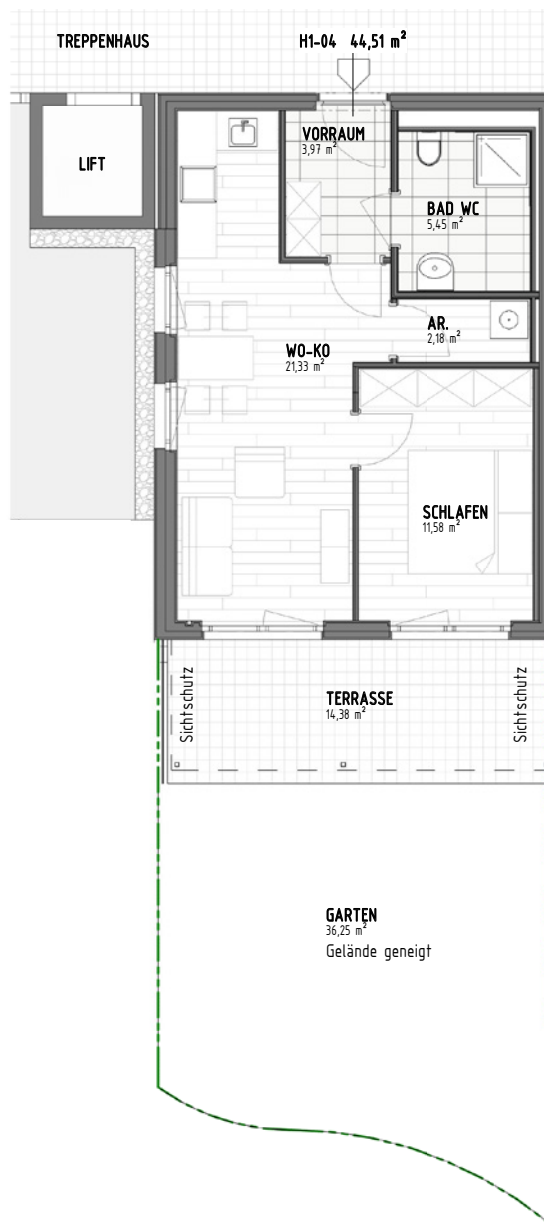 TREPPENHAUS
H1-04 44,51 m²
LIFT
VORRAUM
3,97 m²
BAD WC
5,45 m²
AR.
2,18 m²
WO-KO
21,33 m²
SCHLAFEN
11,58 m²
Sichtschutz
TERRASSE
14,38 m²
Sichtschutz
GARTEN
36,25 m²
Gelände geneigt